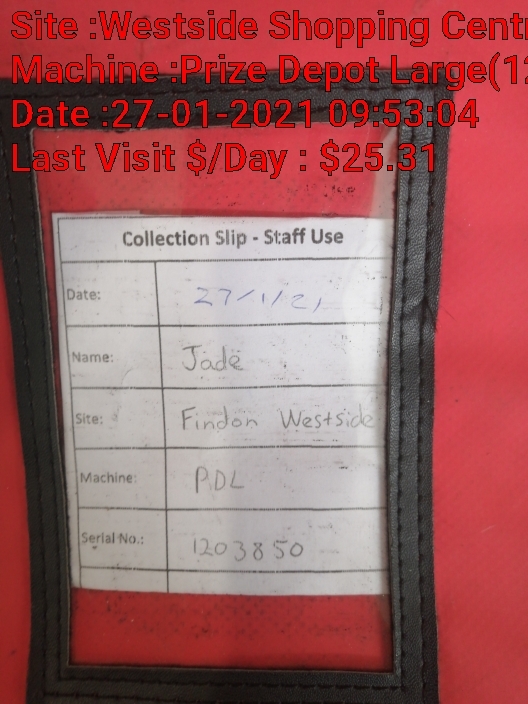 Site :Westside Shopping Cent
Machine :Prize Depot Large(12
Date :27-01-2021 09:53:04
Last Visit $/Day : $25.31
Collection Slip - Staff Use
Date: 27/1/21
Name: Jade
Site: Findon Westside
Machine: PDL
Serial No.: 1203850